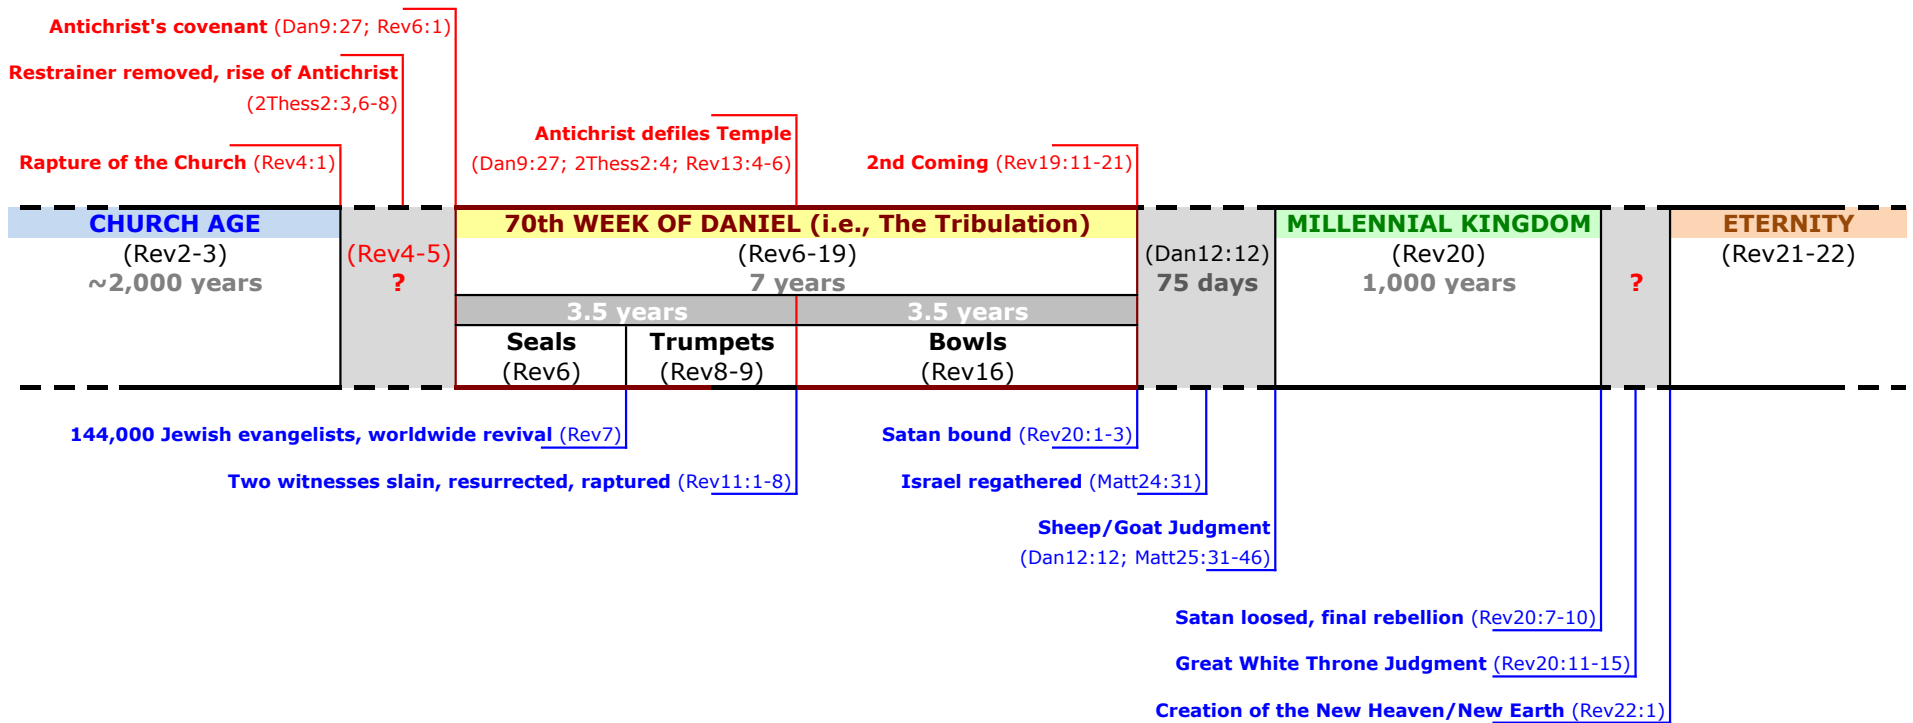 Antichrist's covenant (Dan9:27; Rev6:1)
Restrainer removed, rise of Antichrist
(2Thess2:3,6-8)
Antichrist defiles Temple
(Dan9:27; 2Thess2:4; Rev13:4-6)
Rapture of the Church (Rev4:1)
2nd Coming (Rev19:11-21)
CHURCH AGE
(Rev2-3)
~2,000 years
(Rev4-5)
?
70th WEEK OF DANIEL (i.e., The Tribulation)
(Rev6-19)
7 years
3.5 years
3.5 years
Seals
(Rev6)
Trumpets
(Rev8-9)
Bowls
(Rev16)
(Dan12:12)
75 days
MILLENNIAL KINGDOM
(Rev20)
1,000 years
?
ETERNITY
(Rev21-22)
144,000 Jewish evangelists, worldwide revival (Rev7)
Satan bound (Rev20:1-3)
Two witnesses slain, resurrected, raptured (Rev11:1-8)
Israel regathered (Matt24:31)
Sheep/Goat Judgment
(Dan12:12; Matt25:31-46)
Satan loosed, final rebellion (Rev20:7-10)
Great White Throne Judgment (Rev20:11-15)
Creation of the New Heaven/New Earth (Rev22:1)